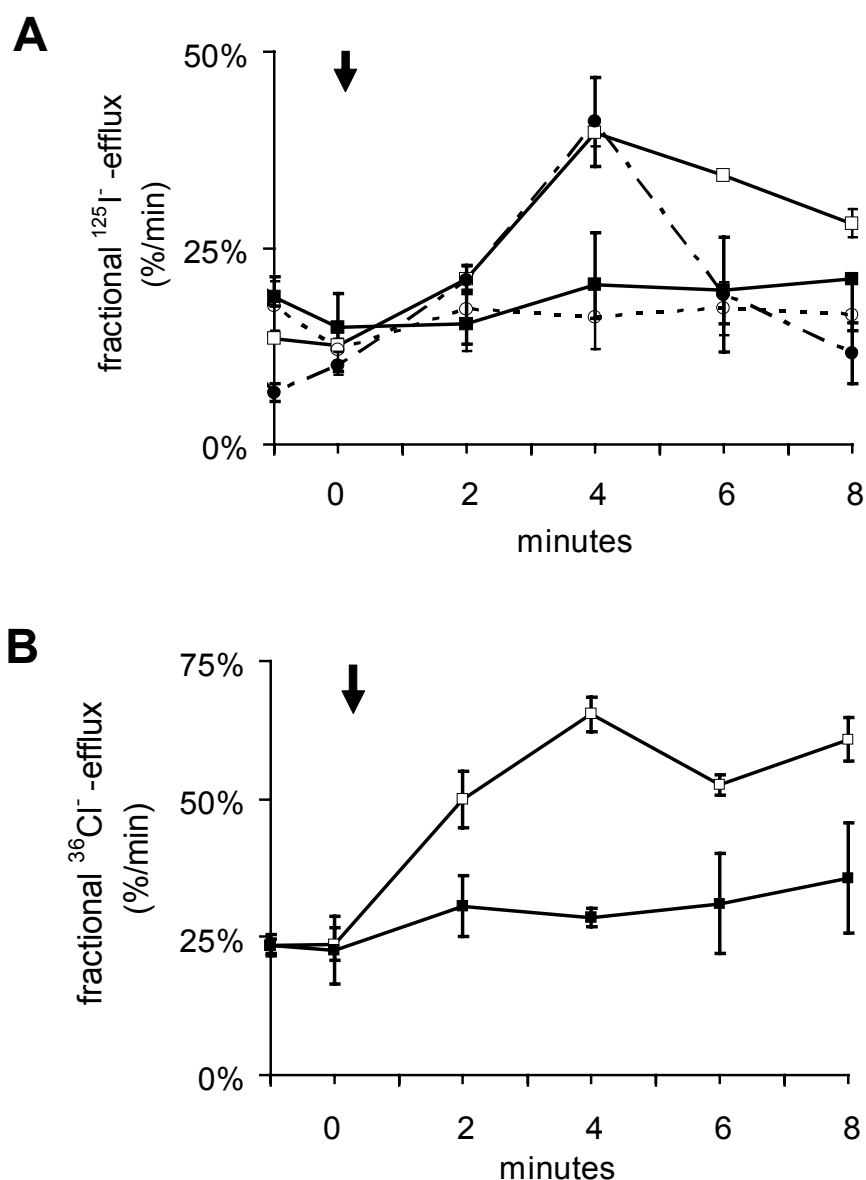 A
50%
25%
0%
fractional ¹²⁵I⁻ -efflux
(%/min)
0 2 4 6 8
minutes
B
75%
50%
25%
0%
fractional ³⁶Cl⁻ -efflux
(%/min)
0 2 4 6 8
minutes